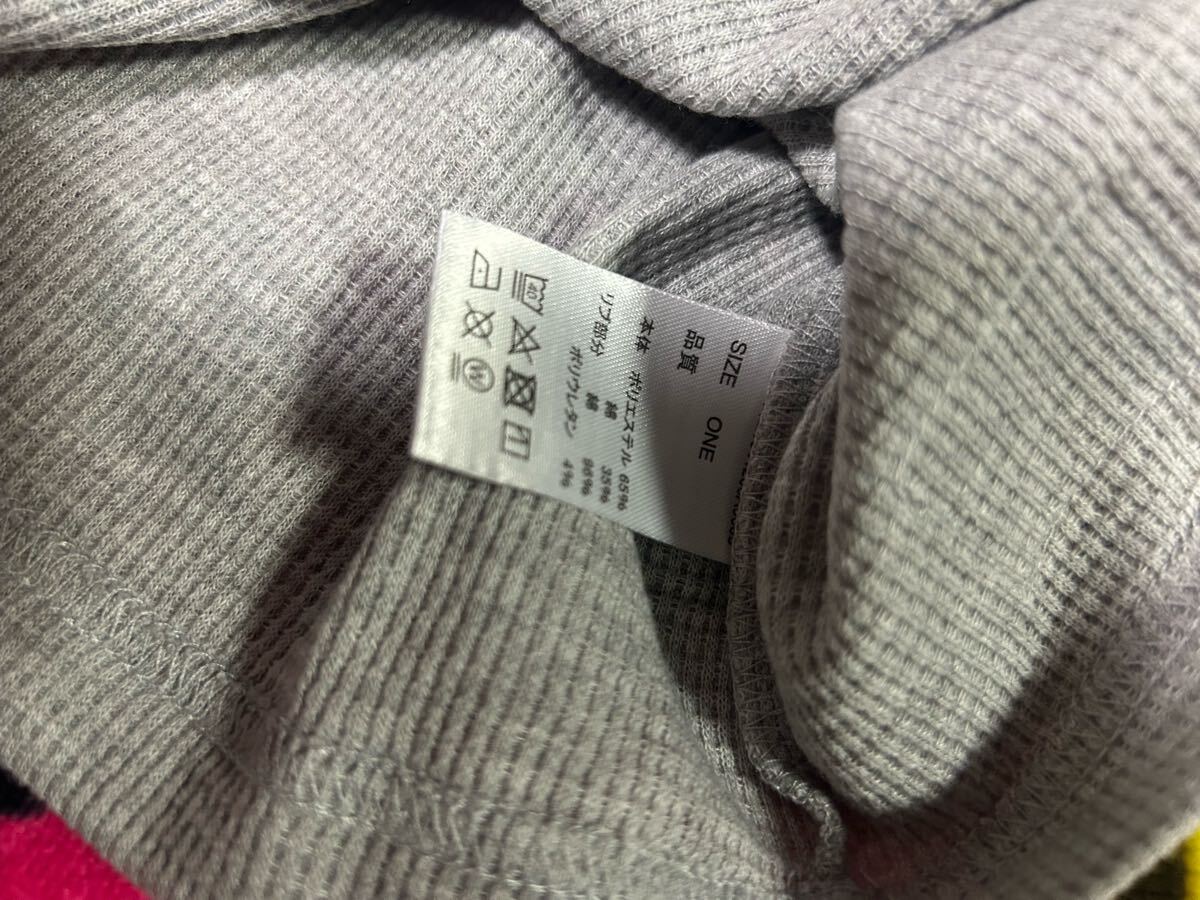 SIZE ONE
品質
本体 ポリエステル 65%
綿 35%
リブ部分 綿 96%
ポリウレタン 4%
40
W